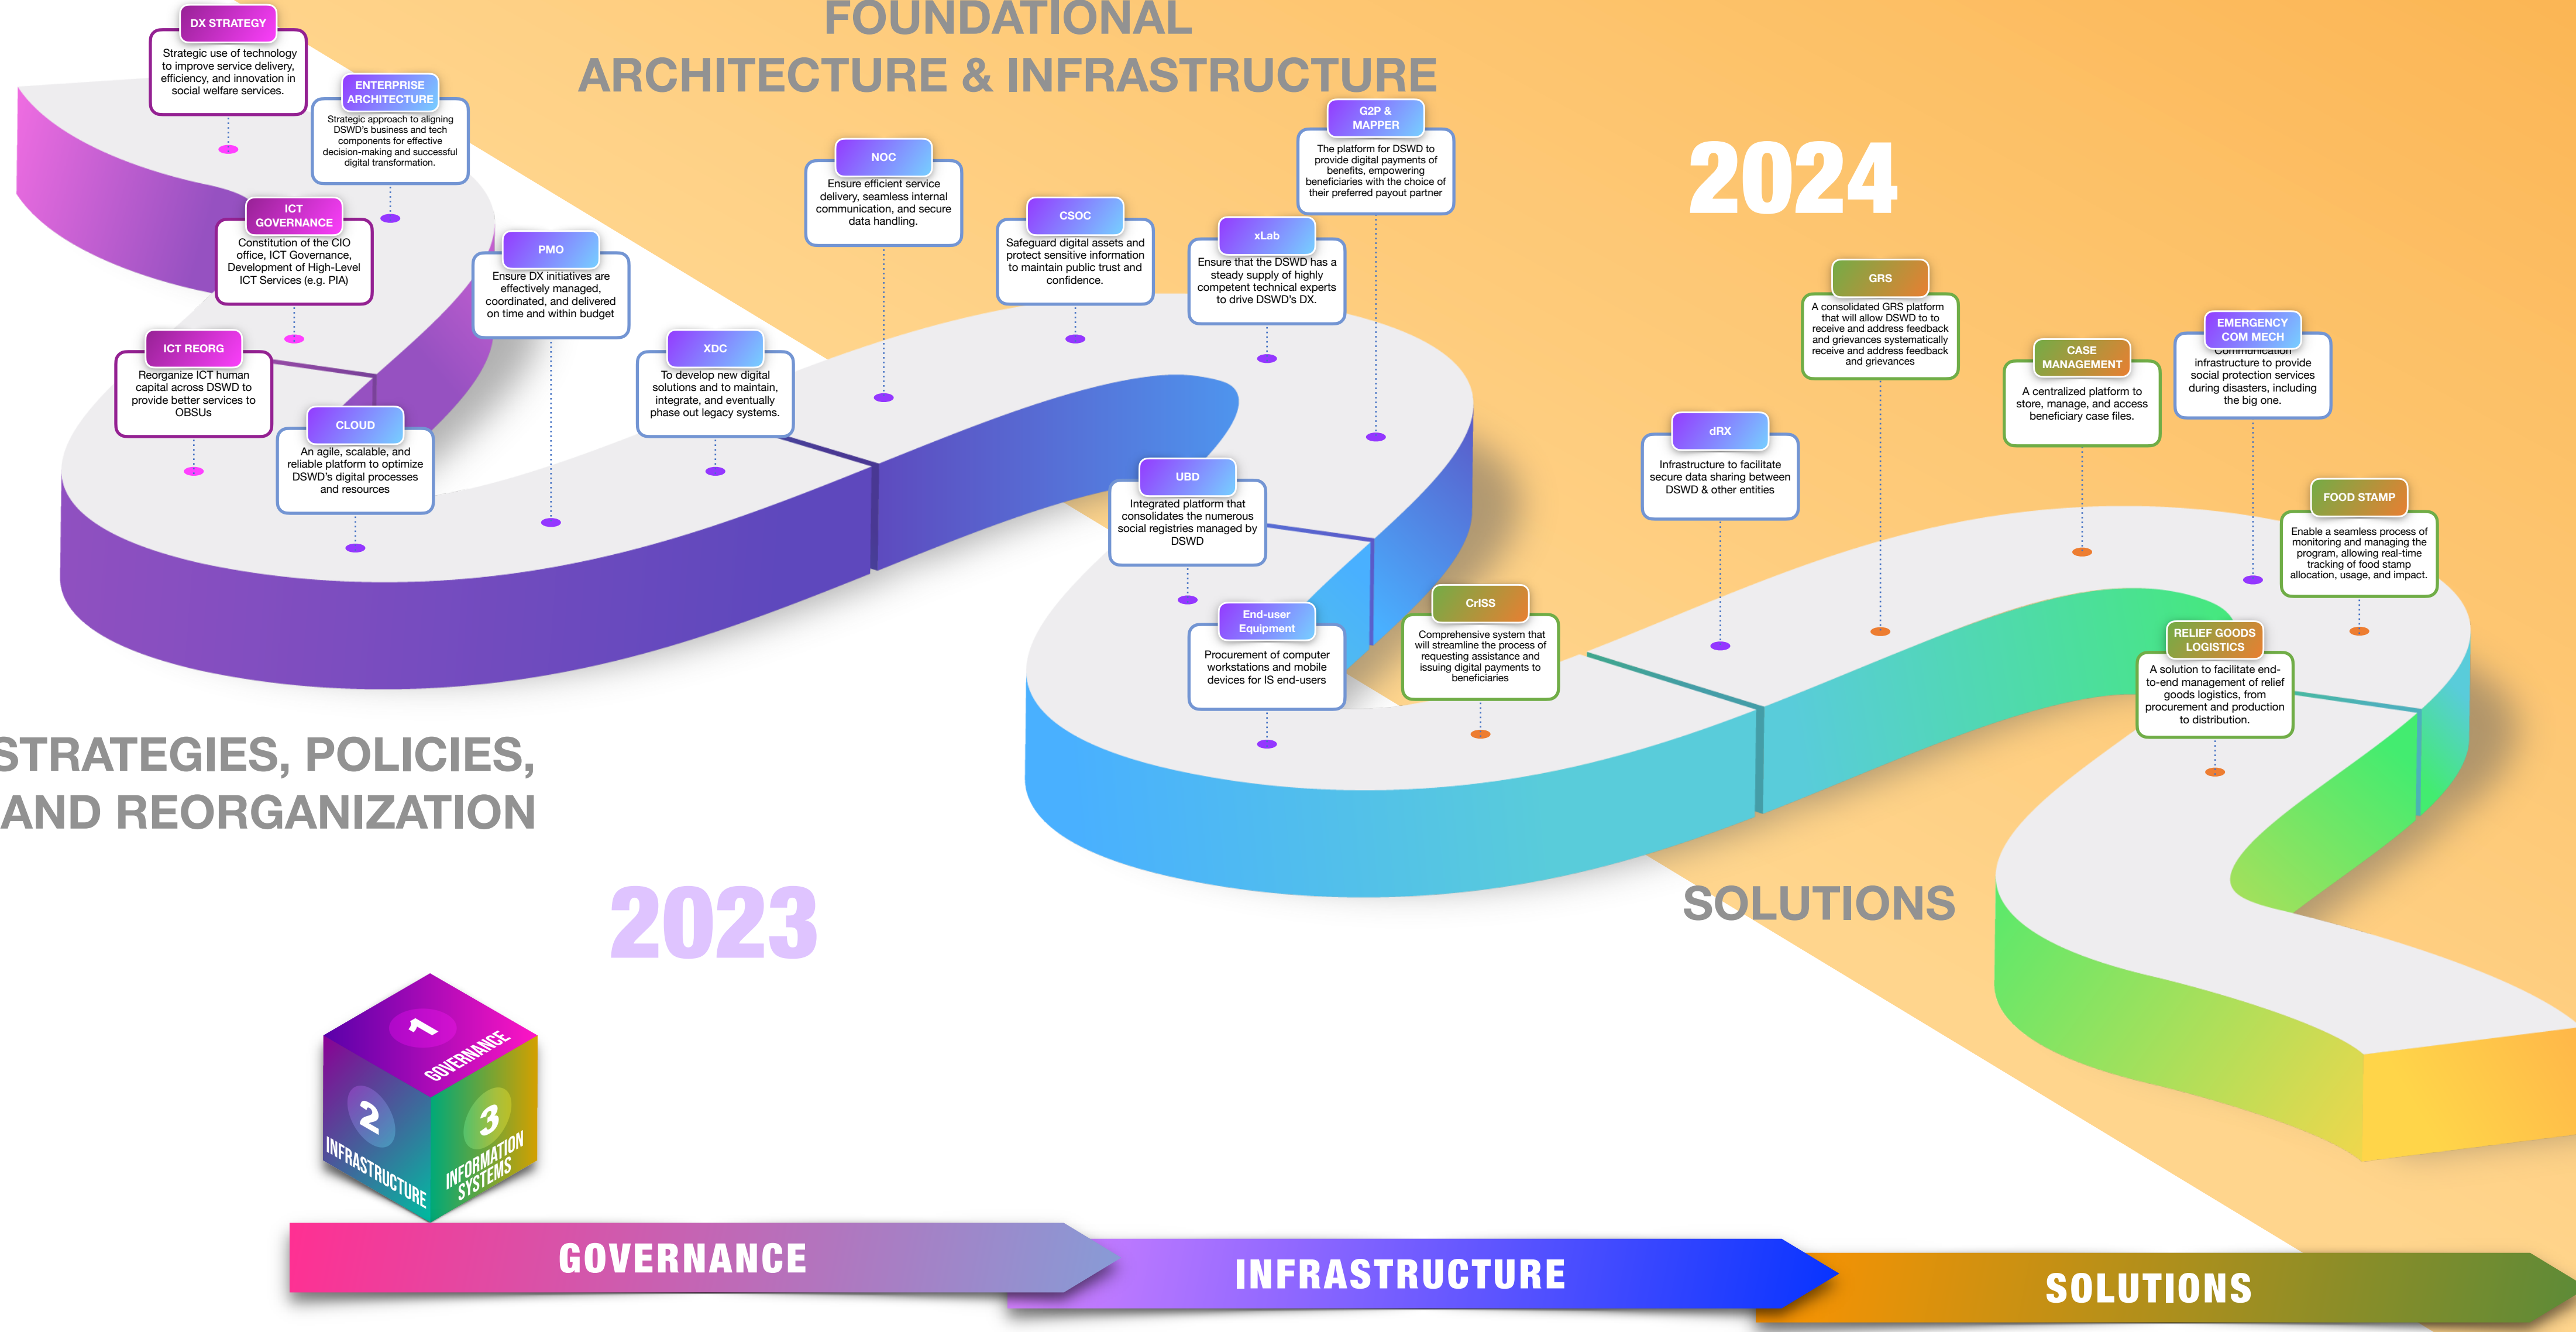 FOUNDATIONAL
ARCHITECTURE & INFRASTRUCTURE
DX STRATEGY
Strategic use of technology
to improve service delivery,
efficiency, and innovation in
social welfare services.
ENTERPRISE
ARCHITECTURE
Strategic approach to aligning
DSWD's business and tech
components for effective
decision-making and successful
digital transformation.
ICT
GOVERNANCE
Constitution of the CIO
office, ICT Governance,
Development of High-Level
ICT Services (e.g. PIA)
ICT REORG
Reorganize ICT human
capital across DSWD to
provide better services to
OBSUs
CLOUD
An agile, scalable, and
reliable platform to optimize
DSWD's digital processes
and resources
PMO
Ensure DX initiatives are
effectively managed,
coordinated, and delivered
on time and within budget
XDC
To develop new digital
solutions and to maintain,
integrate, and eventually
phase out legacy systems.
NOC
Ensure efficient service
delivery, seamless internal
communication, and secure
data handling.
CSOC
Safeguard digital assets and
protect sensitive information
to maintain public trust and
confidence.
xLab
Ensure that the DSWD has a
steady supply of highly
competent technical experts
to drive DSWD's DX.
G2P &
MAPPER
The platform for DSWD to
provide digital payments of
benefits, empowering
beneficiaries with the choice of
their preferred payout partner
UBD
Integrated platform that
consolidates the numerous
social registries managed by
DSWD
End-user
Equipment
Procurement of computer
workstations and mobile
devices for IS end-users
CrISS
Comprehensive system that
will streamline the process of
requesting assistance and
issuing digital payments to
beneficiaries
2024
dRX
Infrastructure to facilitate
secure data sharing between
DSWD & other entities
GRS
A consolidated GRS platform
that will allow DSWD to to
receive and address feedback
and grievances systematically
receive and address feedback
and grievances
CASE
MANAGEMENT
A centralized platform to
store, manage, and access
beneficiary case files.
EMERGENCY
COM MECH
Communication
infrastructure to provide
social protection services
during disasters, including
the big one.
FOOD STAMP
Enable a seamless process of
monitoring and managing the
program, allowing real-time
tracking of food stamp
allocation, usage, and impact.
RELIEF GOODS
LOGISTICS
A solution to facilitate end-
to-end management of relief
goods logistics, from
procurement and production
to distribution.
STRATEGIES, POLICIES,
AND REORGANIZATION
2023
SOLUTIONS
1
GOVERNANCE
2
INFRASTRUCTURE
3
INFORMATION
SYSTEMS
GOVERNANCE
INFRASTRUCTURE
SOLUTIONS